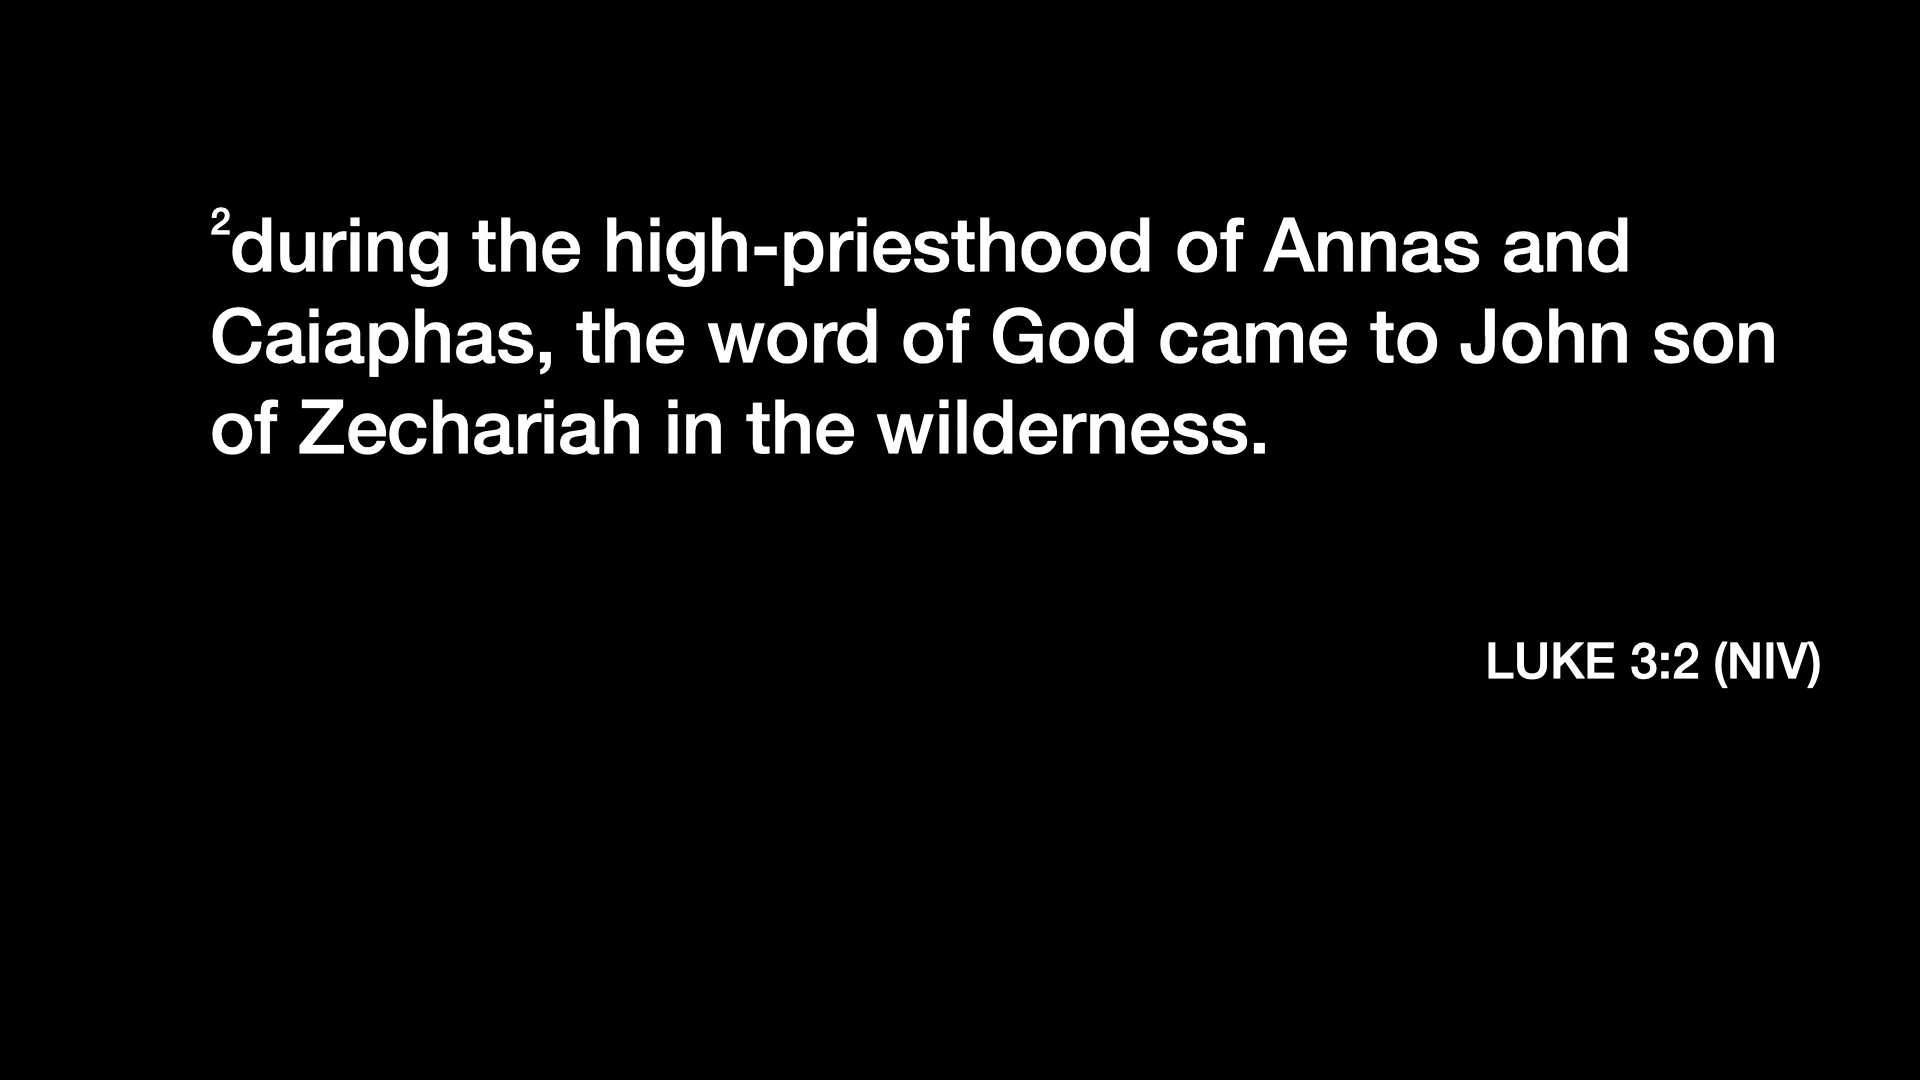 ²during the high-priesthood of Annas and
Caiaphas, the word of God came to John son
of Zechariah in the wilderness.
LUKE 3:2 (NIV)